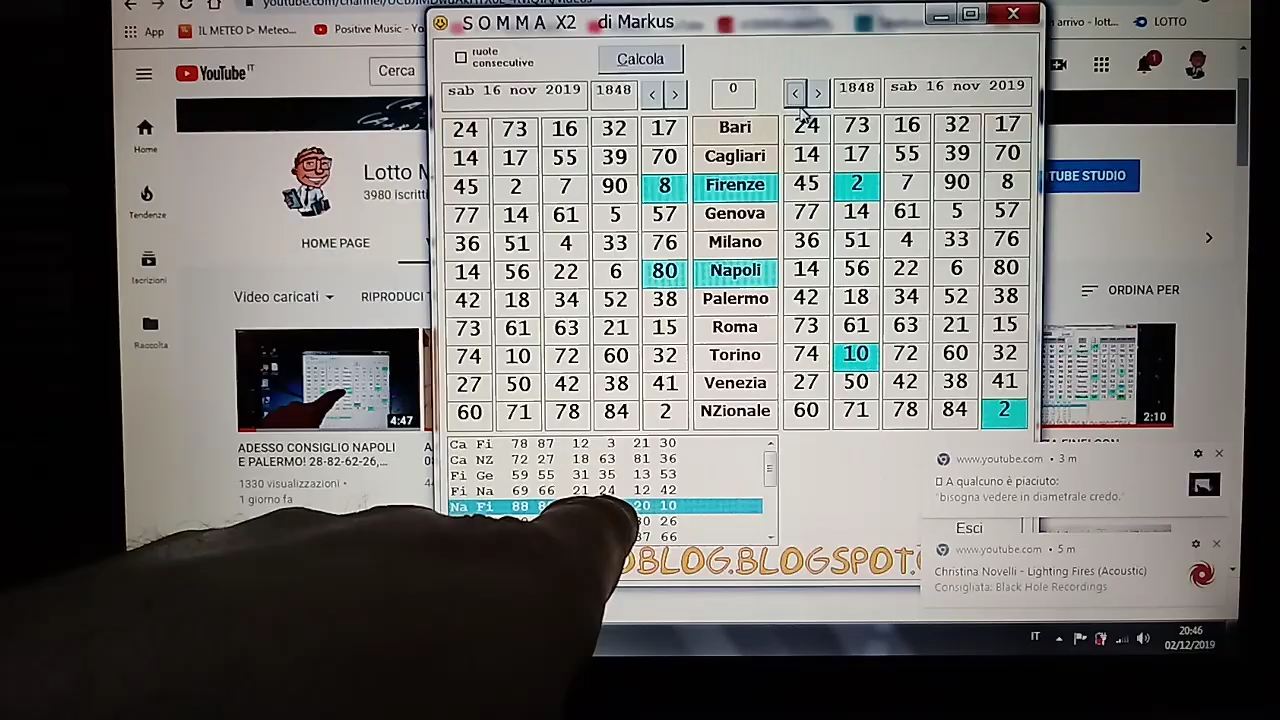 SOMMA X2 di Markus
App
IL METEO ▷ Meteo...
Positive Music - Yo
arrivo - lott...
LOTTO
YouTube IT
Cerca
ruote
consecutive
Calcola
sab 16 nov 2019 1848 < > 0 < > 1848 sab 16 nov 2019
24 73 16 32 17 Bari 24 73 16 32 17
14 17 55 39 70 Cagliari 14 17 55 39 70
45 2 7 90 8 Firenze 45 2 7 90 8
77 14 61 5 57 Genova 77 14 61 5 57
36 51 4 33 76 Milano 36 51 4 33 76
14 56 22 6 80 Napoli 14 56 22 6 80
42 18 34 52 38 Palermo 42 18 34 52 38
73 61 63 21 15 Roma 73 61 63 21 15
74 10 72 60 32 Torino 74 10 72 60 32
27 50 42 38 41 Venezia 27 50 42 38 41
60 71 78 84 2 NZionale 60 71 78 84 2
Ca Fi 78 87 12 3 21 30
Ca NZ 72 27 18 63 81 36
Fi Ge 59 55 31 35 13 53
Fi Na 69 66 21 24 12 42
Na Fi 88 20 10
26
37 66
Home
Tendenze
Iscrizioni
Raccolta
Lotto M
3980 iscritti
TUBE STUDIO
HOME PAGE
Video caricati
RIPRODUCI
ORDINA PER
4:47
ADESSO CONSIGLIO NAPOLI
E PALERMO! 28-82-62-26,...
1330 visualizzazioni •
1 giorno fa
2:10
www.youtube.com • 3 m
A qualcuno è piaciuto:
"bisogna vedere in diametrale credo."
Esci
www.youtube.com • 5 m
Christina Novelli - Lighting Fires (Acoustic)
Consigliata: Black Hole Recordings
OBLOG.BLOGSPOT.
IT
20:46
02/12/2019